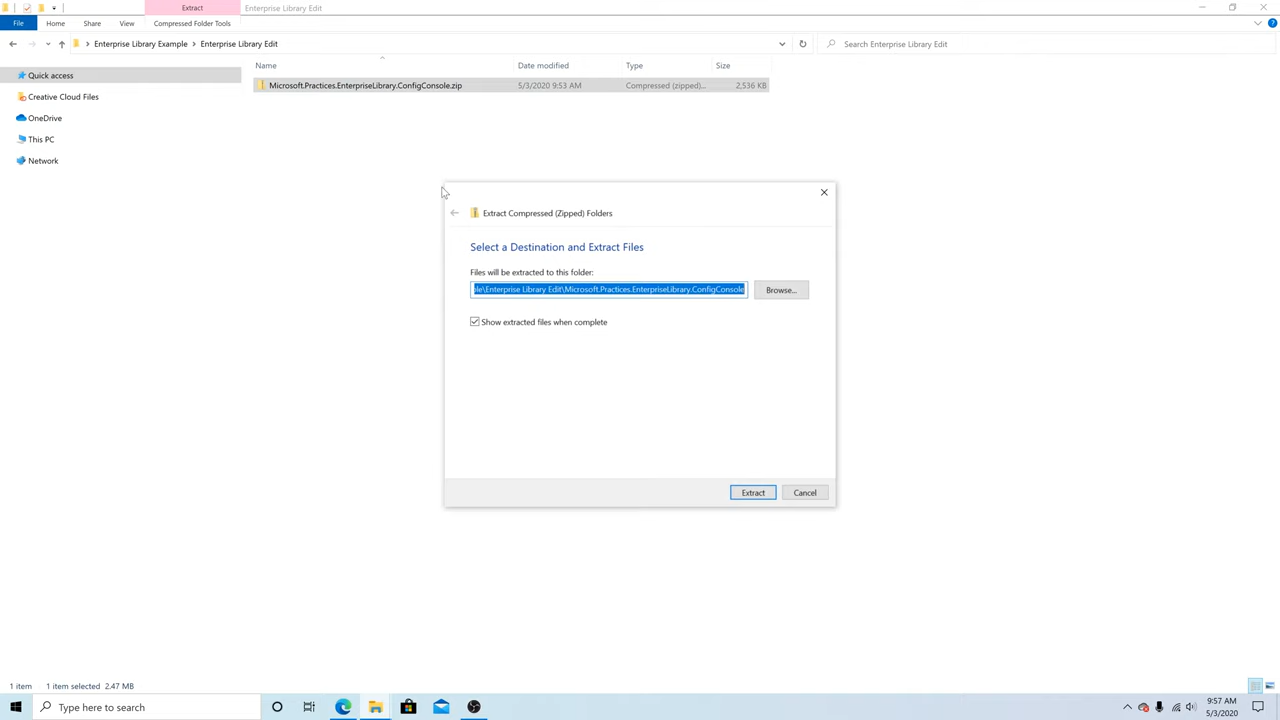 Extract
Enterprise Library Edit
File
Home
Share
View
Compressed Folder Tools
Enterprise Library Example
Enterprise Library Edit
Search Enterprise Library Edit
Name
Date modified
Type
Size
Quick access
Microsoft.Practices.EnterpriseLibrary.ConfigConsole.zip
5/3/2020 9:53 AM
Compressed (zipped)...
2,536 KB
Creative Cloud Files
OneDrive
This PC
Network
Extract Compressed (Zipped) Folders
Select a Destination and Extract Files
Files will be extracted to this folder:
le\Enterprise Library Edit\Microsoft.Practices.EnterpriseLibrary.ConfigConsole
Browse...
Show extracted files when complete
Extract
Cancel
1 item
1 item selected 2.47 MB
Type here to search
9:57 AM
5/3/2020